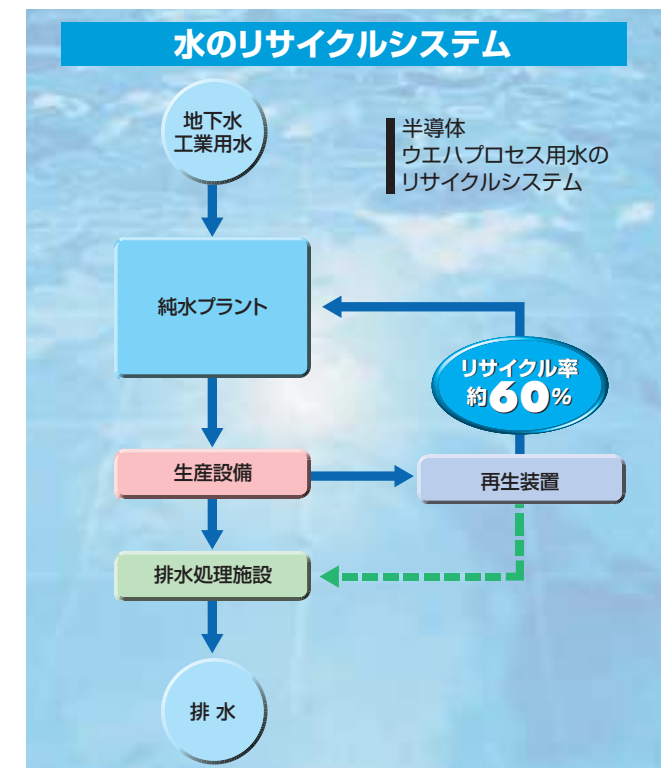 水のリサイクルシステム
地下水
工業用水
半導体
ウエハプロセス用水の
リサイクルシステム
純水プラント
リサイクル率
約60%
生産設備
再生装置
排水処理施設
排 水